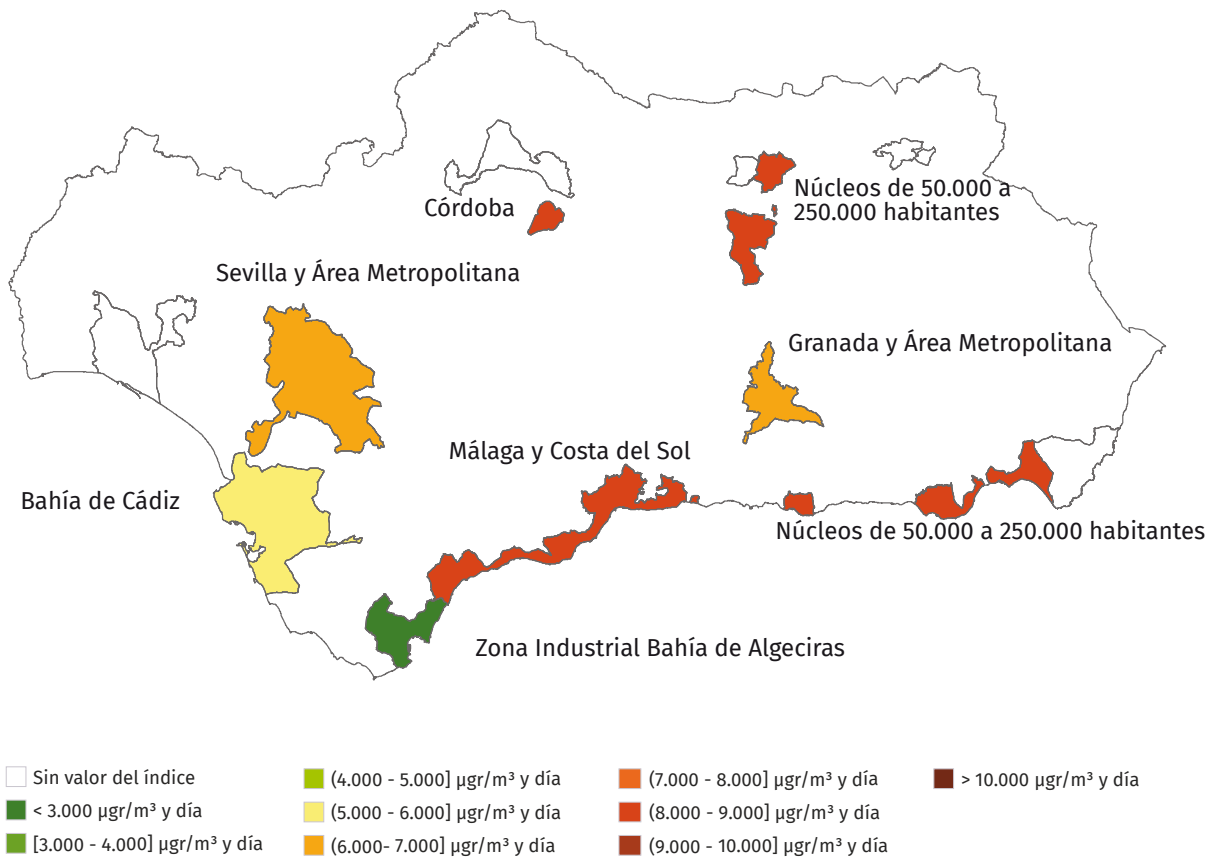 Núcleos de 50.000 a
250.000 habitantes
Córdoba
Sevilla y Área Metropolitana
Granada y Área Metropolitana
Málaga y Costa del Sol
Bahía de Cádiz
Núcleos de 50.000 a 250.000 habitantes
Zona Industrial Bahía de Algeciras
Sin valor del índice
< 3.000 µgr/m³ y día
[3.000 - 4.000] µgr/m³ y día
(4.000 - 5.000] µgr/m³ y día
(5.000 - 6.000] µgr/m³ y día
(6.000- 7.000] µgr/m³ y día
(7.000 - 8.000] µgr/m³ y día
(8.000 - 9.000] µgr/m³ y día
(9.000 - 10.000] µgr/m³ y día
> 10.000 µgr/m³ y día